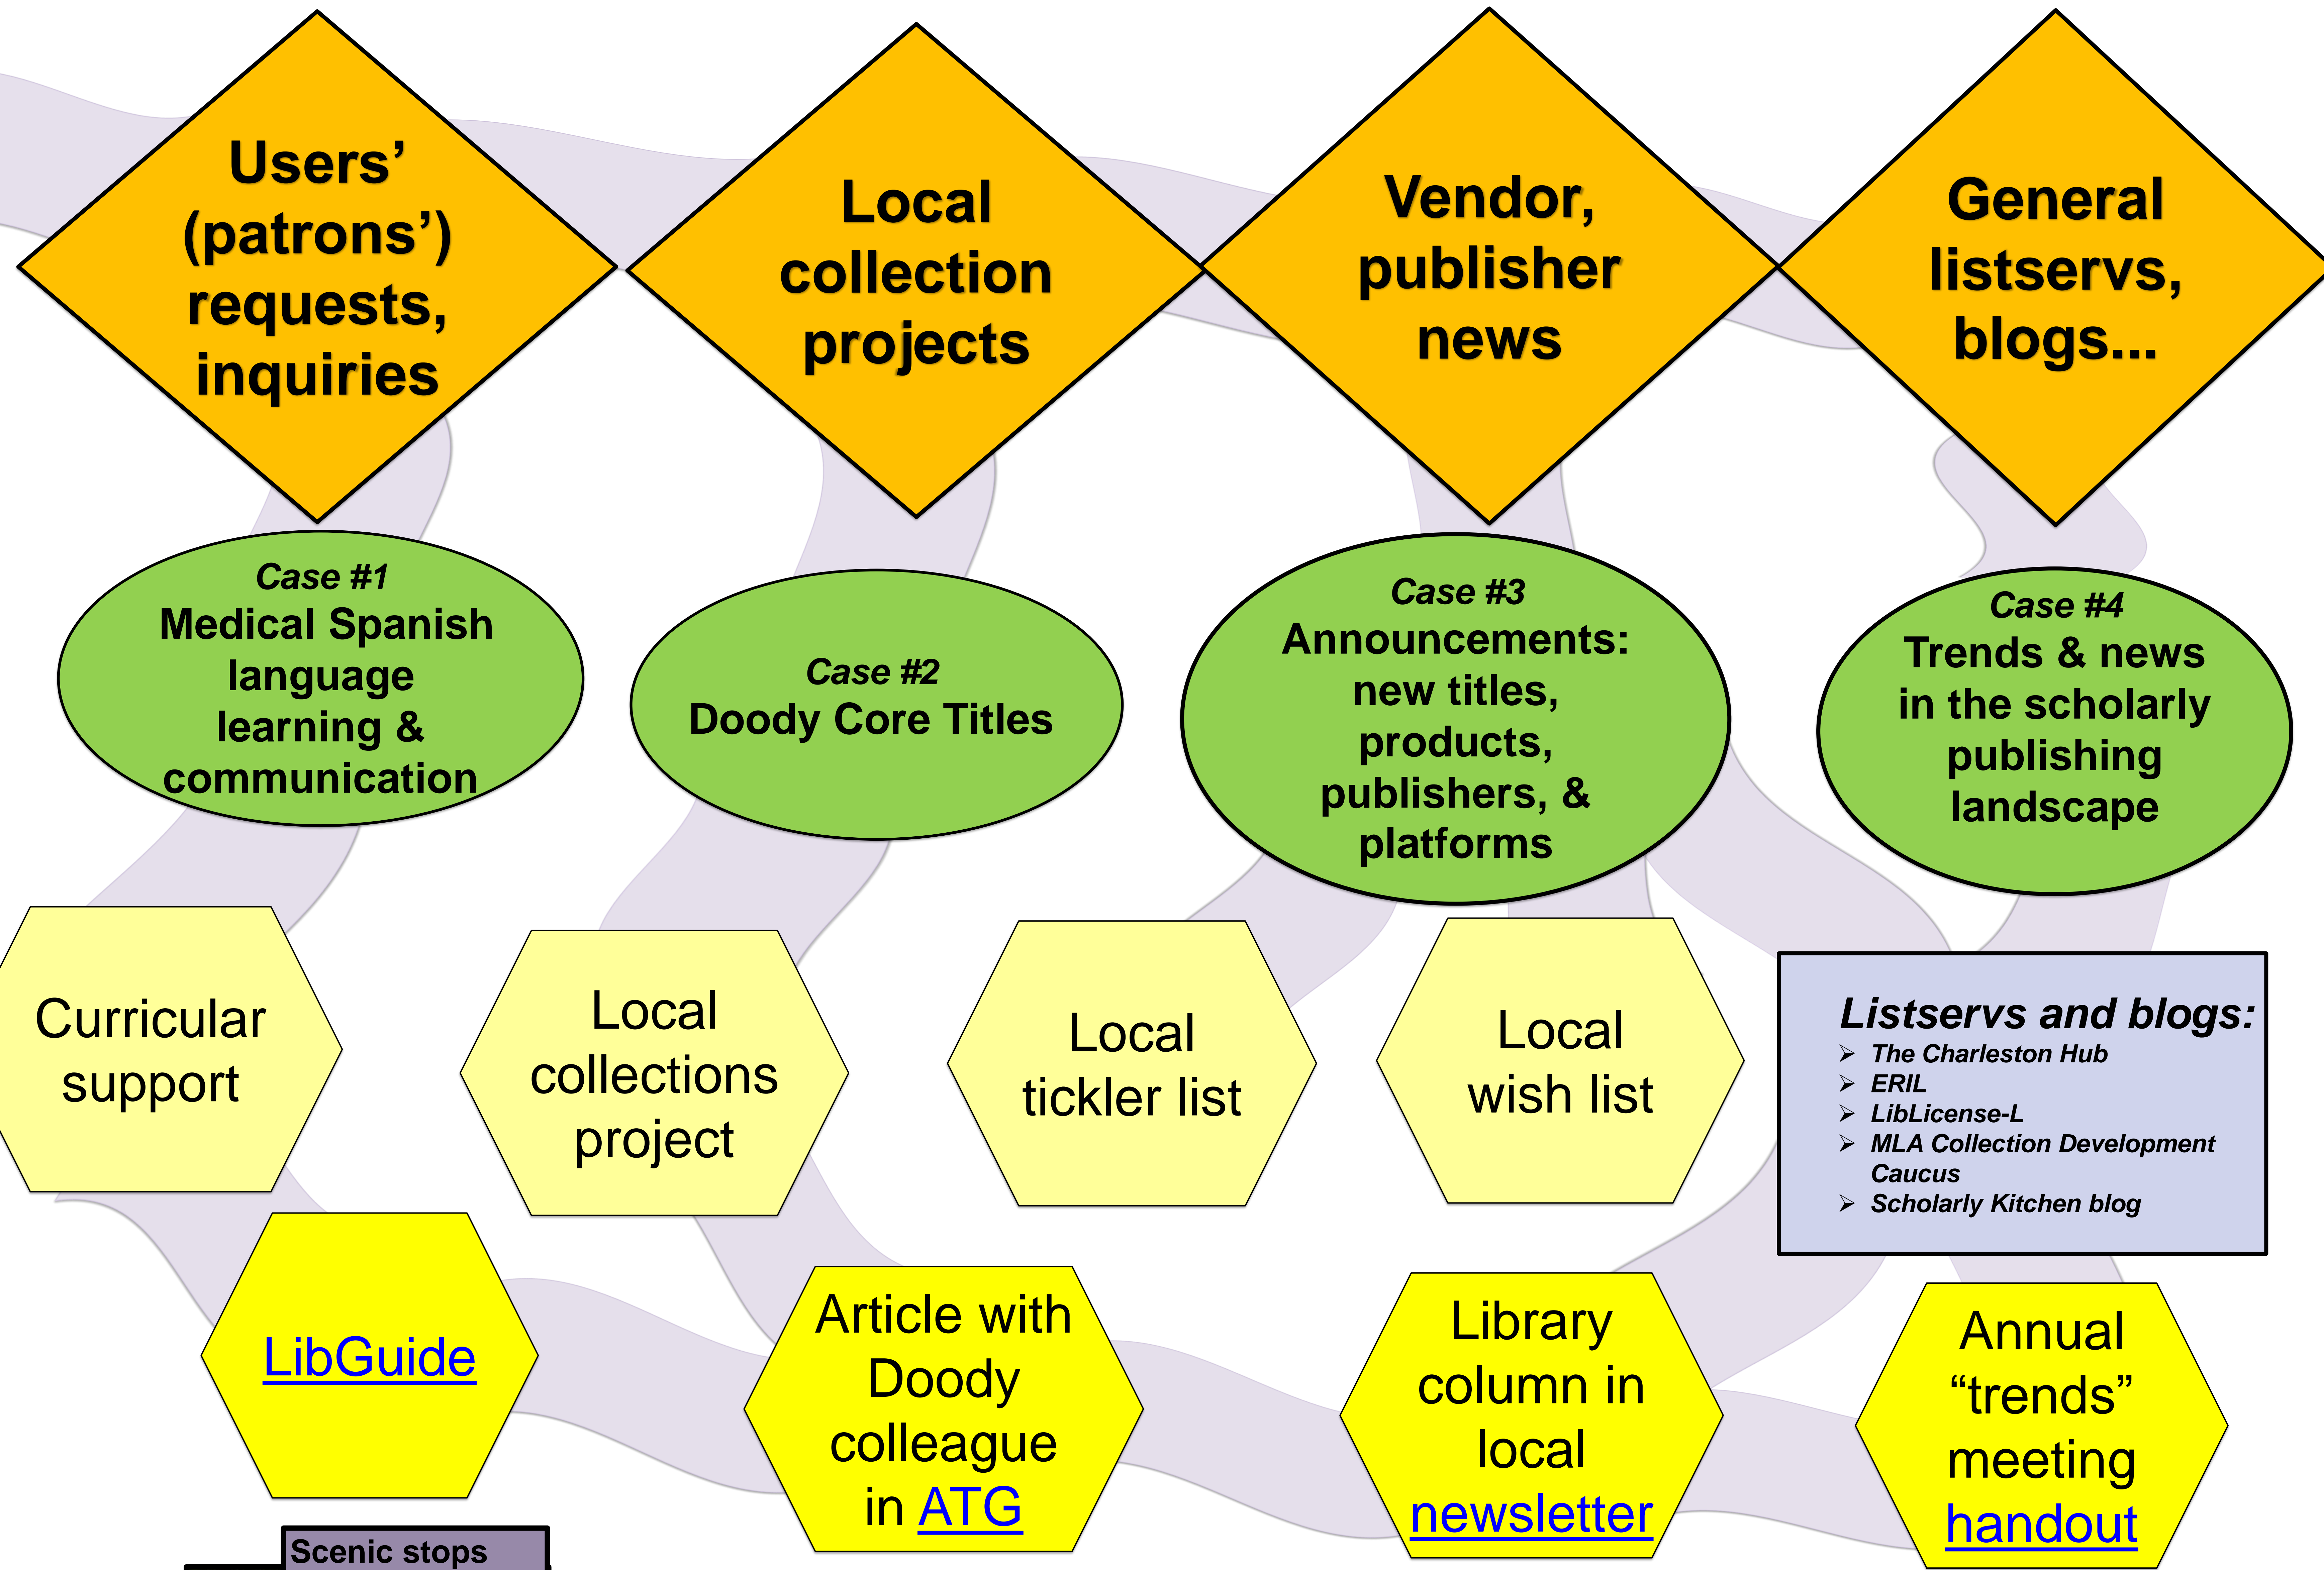 Users’
(patrons’)
requests,
inquiries
Local
collection
projects
Vendor,
publisher
news
General
listservs,
blogs...
Case #1
Medical Spanish
language
learning &
communication
Case #2
Doody Core Titles
Case #3
Announcements:
new titles,
products,
publishers, &
platforms
Case #4
Trends & news
in the scholarly
publishing
landscape
Curricular
support
Local
collections
project
Local
tickler list
Local
wish list
Listservs and blogs:
➢ The Charleston Hub
➢ ERIL
➢ LibLicense-L
➢ MLA Collection Development
Caucus
➢ Scholarly Kitchen blog
LibGuide
Article with
Doody
colleague
in ATG
Library
column in
local
newsletter
Annual
“trends”
meeting
handout
Scenic stops